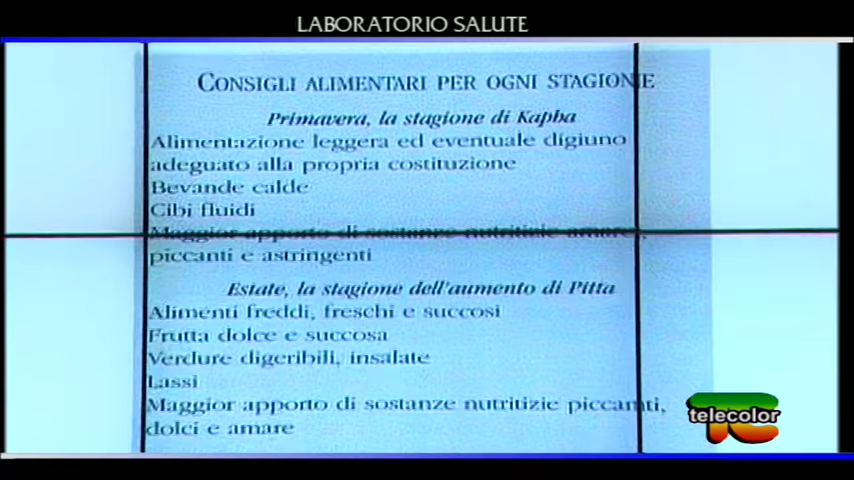 LABORATORIO SALUTE
CONSIGLI ALIMENTARI PER OGNI STAGIONE
Primavera, la stagione di Kapha
Alimentazione leggera ed eventuale digiuno
adeguato alla propria costituzione
Bevande calde
Cibi fluidi
Maggior apporto di sostanze nutritizie amare,
piccanti e astringenti
Estate, la stagione dell'aumento di Pitta
Alimenti freddi, freschi e succosi
Frutta dolce e succosa
Verdure digeribili, insalate
Lassi
Maggior apporto di sostanze nutritizie piccanti,
dolci e amare
telecolor